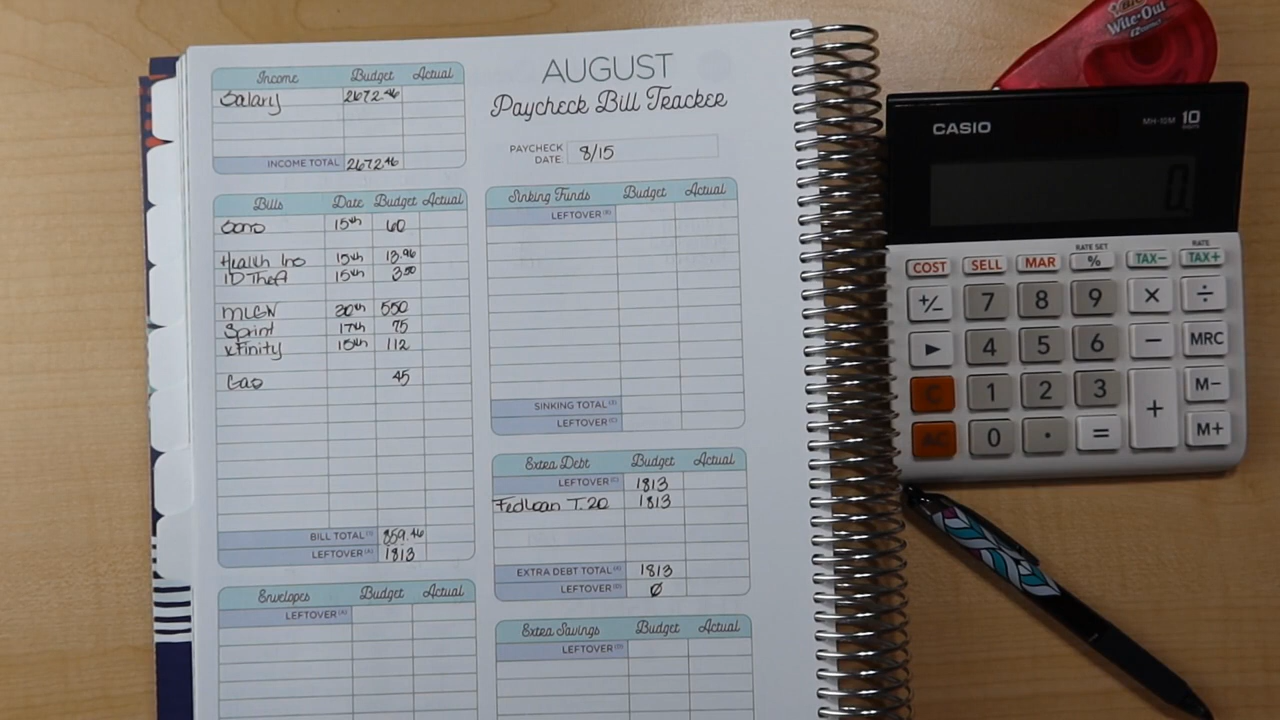 AUGUST
Paycheck Bill Tracker
PAYCHECK DATE 8/15
Income Budget Actual
Salary 2672.46
INCOME TOTAL 2672.46
Bills Date Budget Actual
15th 60
Health Ins 15th 13.96
ID Theft 15th 3.50
30th 550
Sprint 17th 75
xfinity 15th 112
Gas 45
BILL TOTAL 859.46
LEFTOVER (A) 1813
Envelopes Budget Actual
LEFTOVER (A)
Sinking Funds Budget Actual
LEFTOVER (B)
SINKING TOTAL
LEFTOVER (C)
Extra Debt Budget Actual
LEFTOVER (C) 1813
Fedloan T.20 1813
EXTRA DEBT TOTAL 1813
LEFTOVER (D) Ø
Extra Savings Budget Actual
LEFTOVER (D)
Wite-Out
CASIO MH-10M 10 DIGITS
0
RATE SET RATE
COST SELL MAR % TAX− TAX+
+/− 7 8 9 × ÷
► 4 5 6 − MRC
C 1 2 3 + M−
AC 0 · = M+